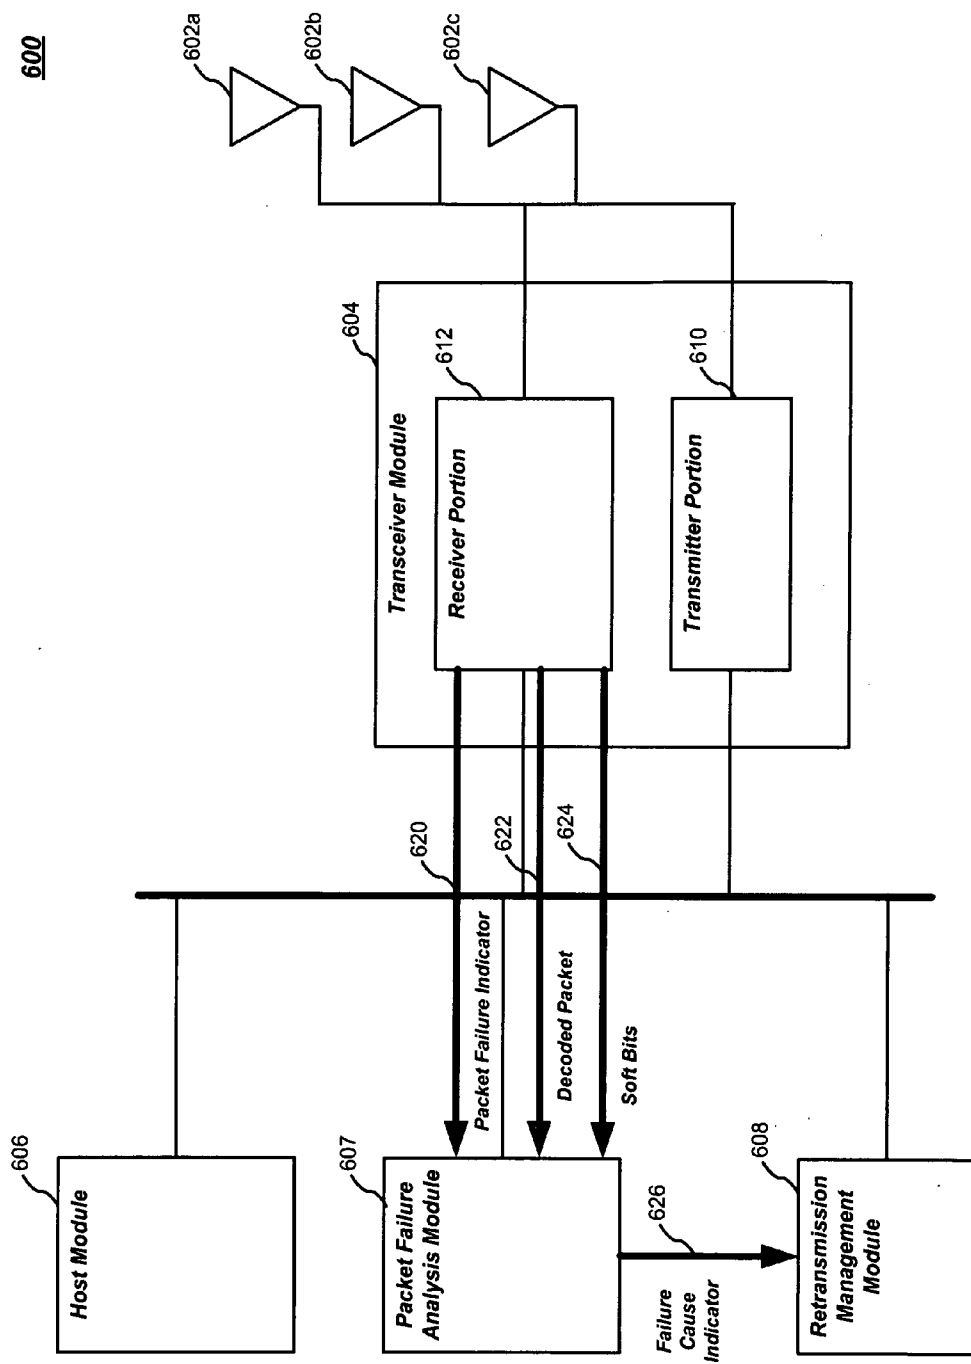 600
602a
602b
602c
604
Transceiver Module
612
Receiver Portion
610
Transmitter Portion
620
622
624
Packet Failure Indicator
Decoded Packet
Soft Bits
606
Host Module
607
Packet Failure
Analysis Module
626
Failure
Cause
Indicator
608
Retransmission
Management
Module